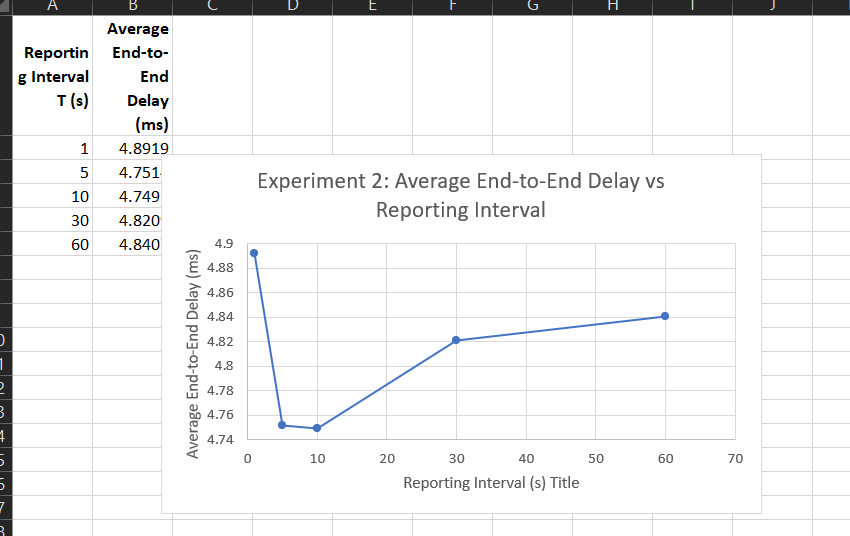 A B C D E F G H I J
Average
Reportin End-to-
g Interval End
T (s) Delay
(ms)
1 4.8919
5 4.751
10 4.749
30 4.820
60 4.840
Experiment 2: Average End-to-End Delay vs
Reporting Interval
Average End-to-End Delay (ms)
4.9
4.88
4.86
4.84
4.82
4.8
4.78
4.76
4.74
0 10 20 30 40 50 60 70
Reporting Interval (s) Title